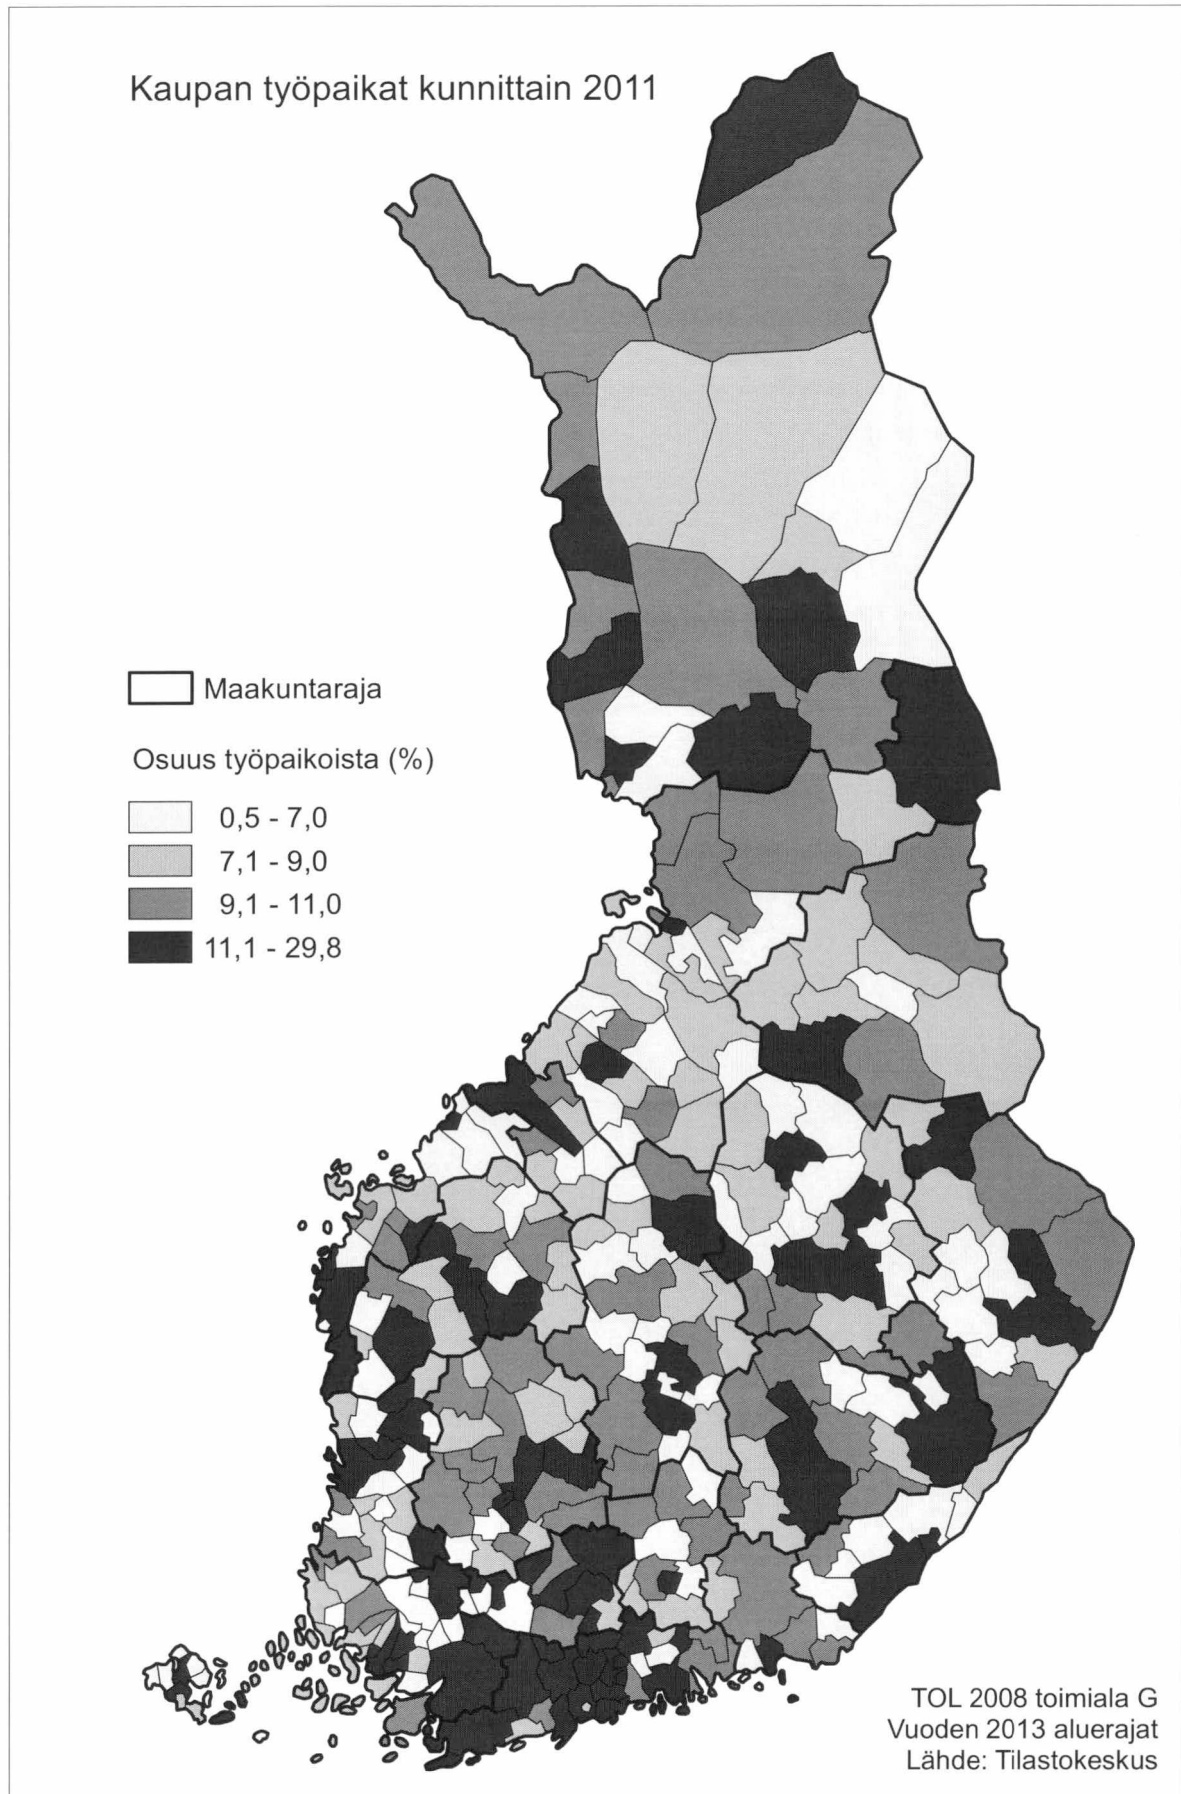 Kaupan työpaikat kunnittain 2011
Maakuntaraja
Osuus työpaikoista (%)
0,5 - 7,0
7,1 - 9,0
9,1 - 11,0
11,1 - 29,8
TOL 2008 toimiala G
Vuoden 2013 aluerajat
Lähde: Tilastokeskus